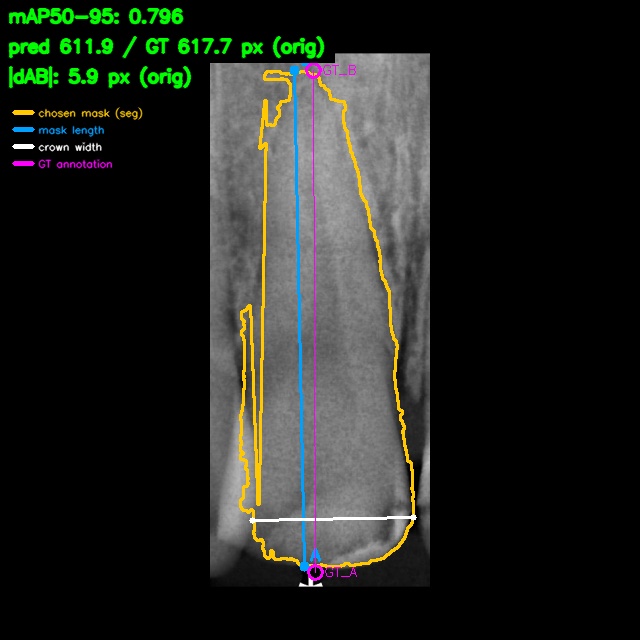 mAP50-95: 0.796
pred 611.9 / GT 617.7 px (orig)
|dAB|: 5.9 px (orig)
chosen mask (seg)
mask length
crown width
GT annotation
GT_B
A
GT_A